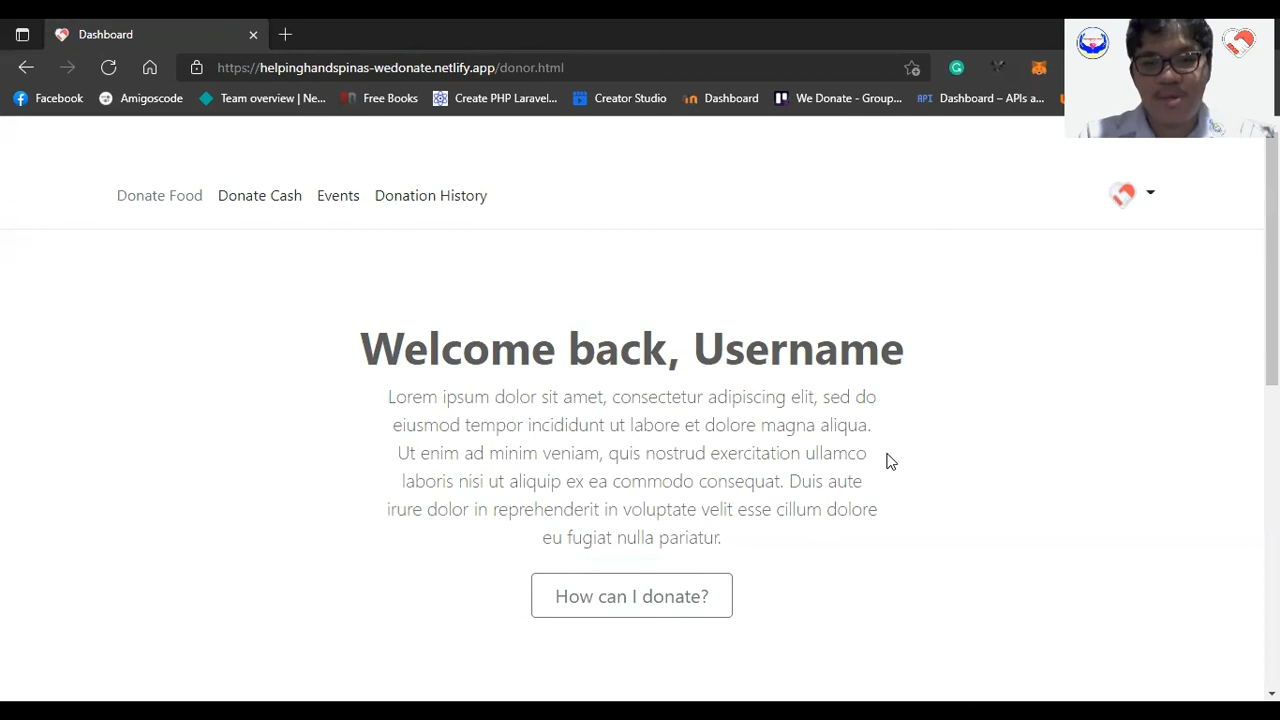 Dashboard
https://helpinghandspinas-wedonate.netlify.app/donor.html
Facebook Amigoscode Team overview | Ne... Free Books Create PHP Laravel... Creator Studio Dashboard We Donate - Group... API Dashboard – APIs a...
Donate Food Donate Cash Events Donation History
Welcome back, Username
Lorem ipsum dolor sit amet, consectetur adipiscing elit, sed do
eiusmod tempor incididunt ut labore et dolore magna aliqua.
Ut enim ad minim veniam, quis nostrud exercitation ullamco
laboris nisi ut aliquip ex ea commodo consequat. Duis aute
irure dolor in reprehenderit in voluptate velit esse cillum dolore
eu fugiat nulla pariatur.
How can I donate?